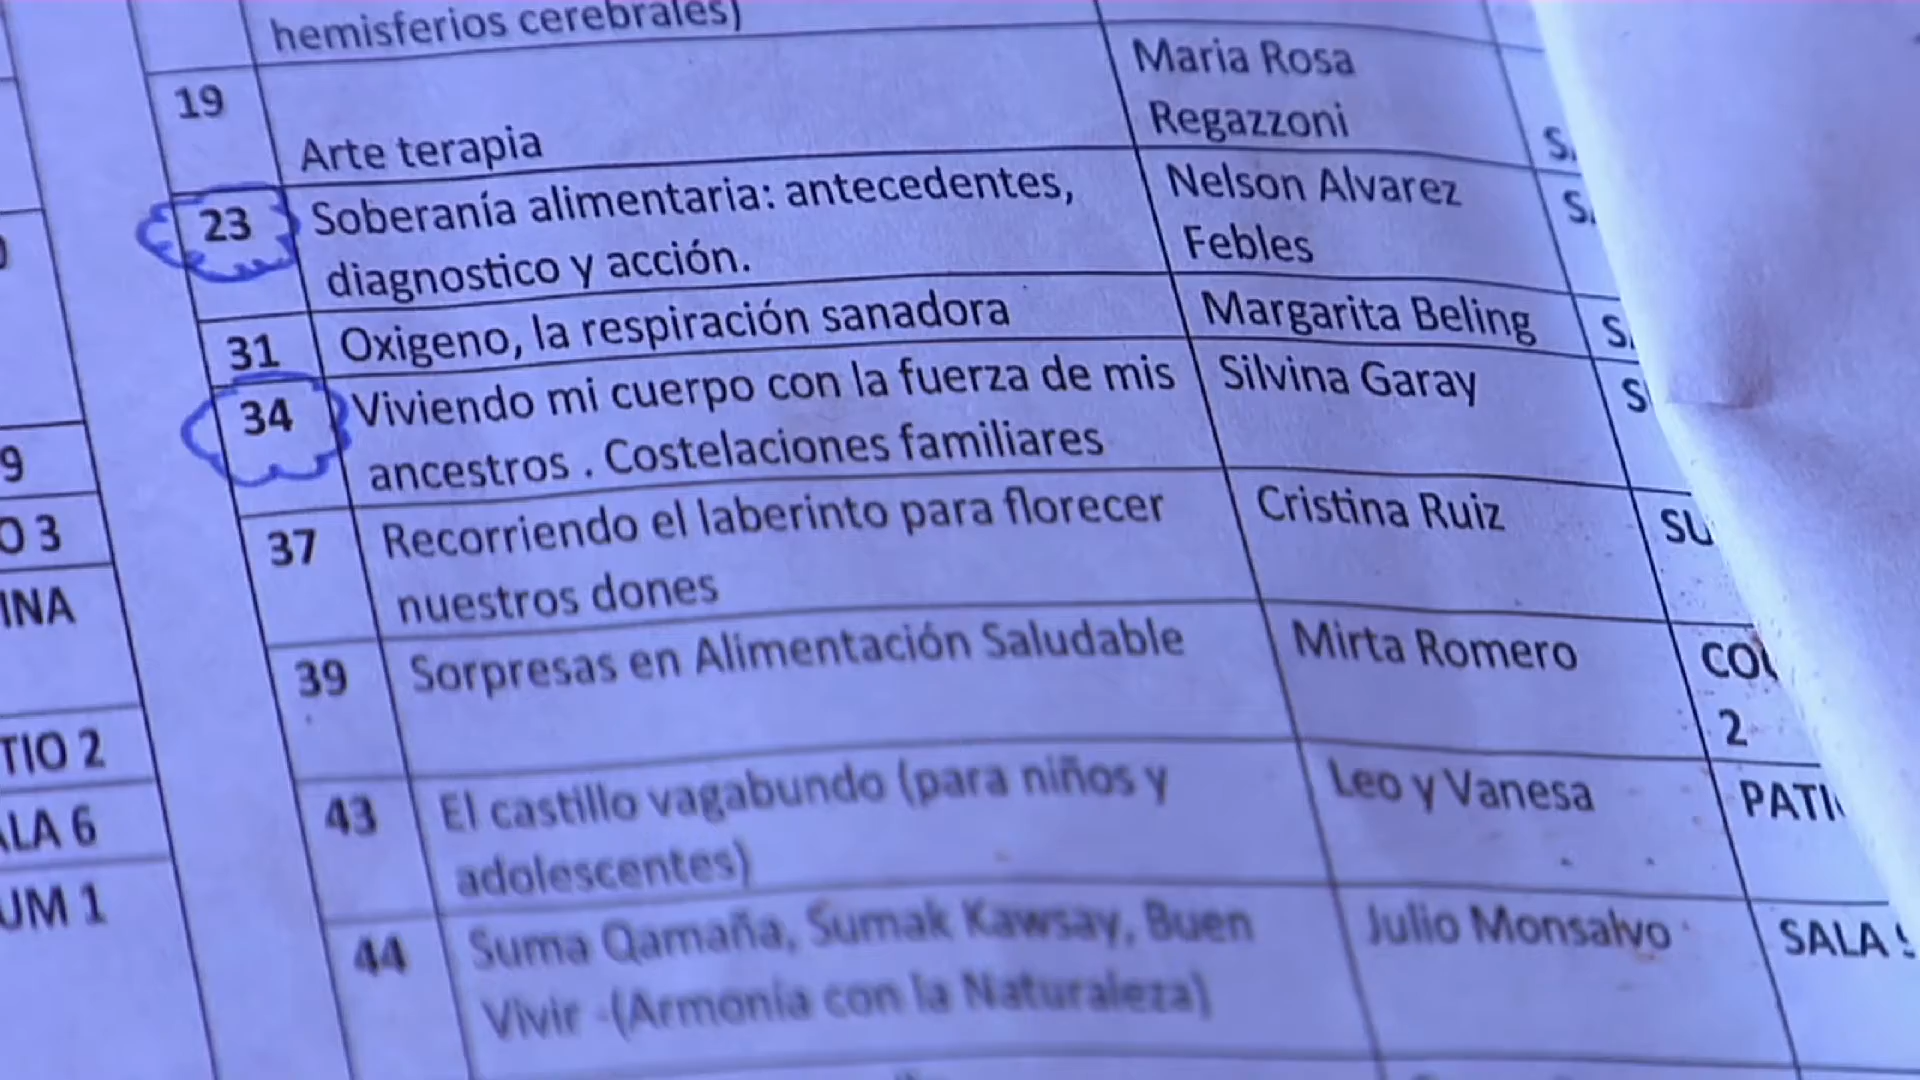 hemisferios cerebrales)
19
Arte terapia
Maria Rosa
Regazzoni
23
Soberanía alimentaria: antecedentes,
diagnostico y acción.
Nelson Alvarez
Febles
31
Oxigeno, la respiración sanadora
Margarita Beling
34
Viviendo mi cuerpo con la fuerza de mis
ancestros . Costelaciones familiares
Silvina Garay
37
Recorriendo el laberinto para florecer
nuestros dones
Cristina Ruiz
39
Sorpresas en Alimentación Saludable
Mirta Romero
2
43
El castillo vagabundo (para niños y
adolescentes)
Leo y Vanesa
44
Suma Qamaña, Sumak Kawsay, Buen
Vivir -(Armonía con la Naturaleza)
Julio Monsalvo
SALA
9
O 3
INA
TIO 2
LA 6
UM 1